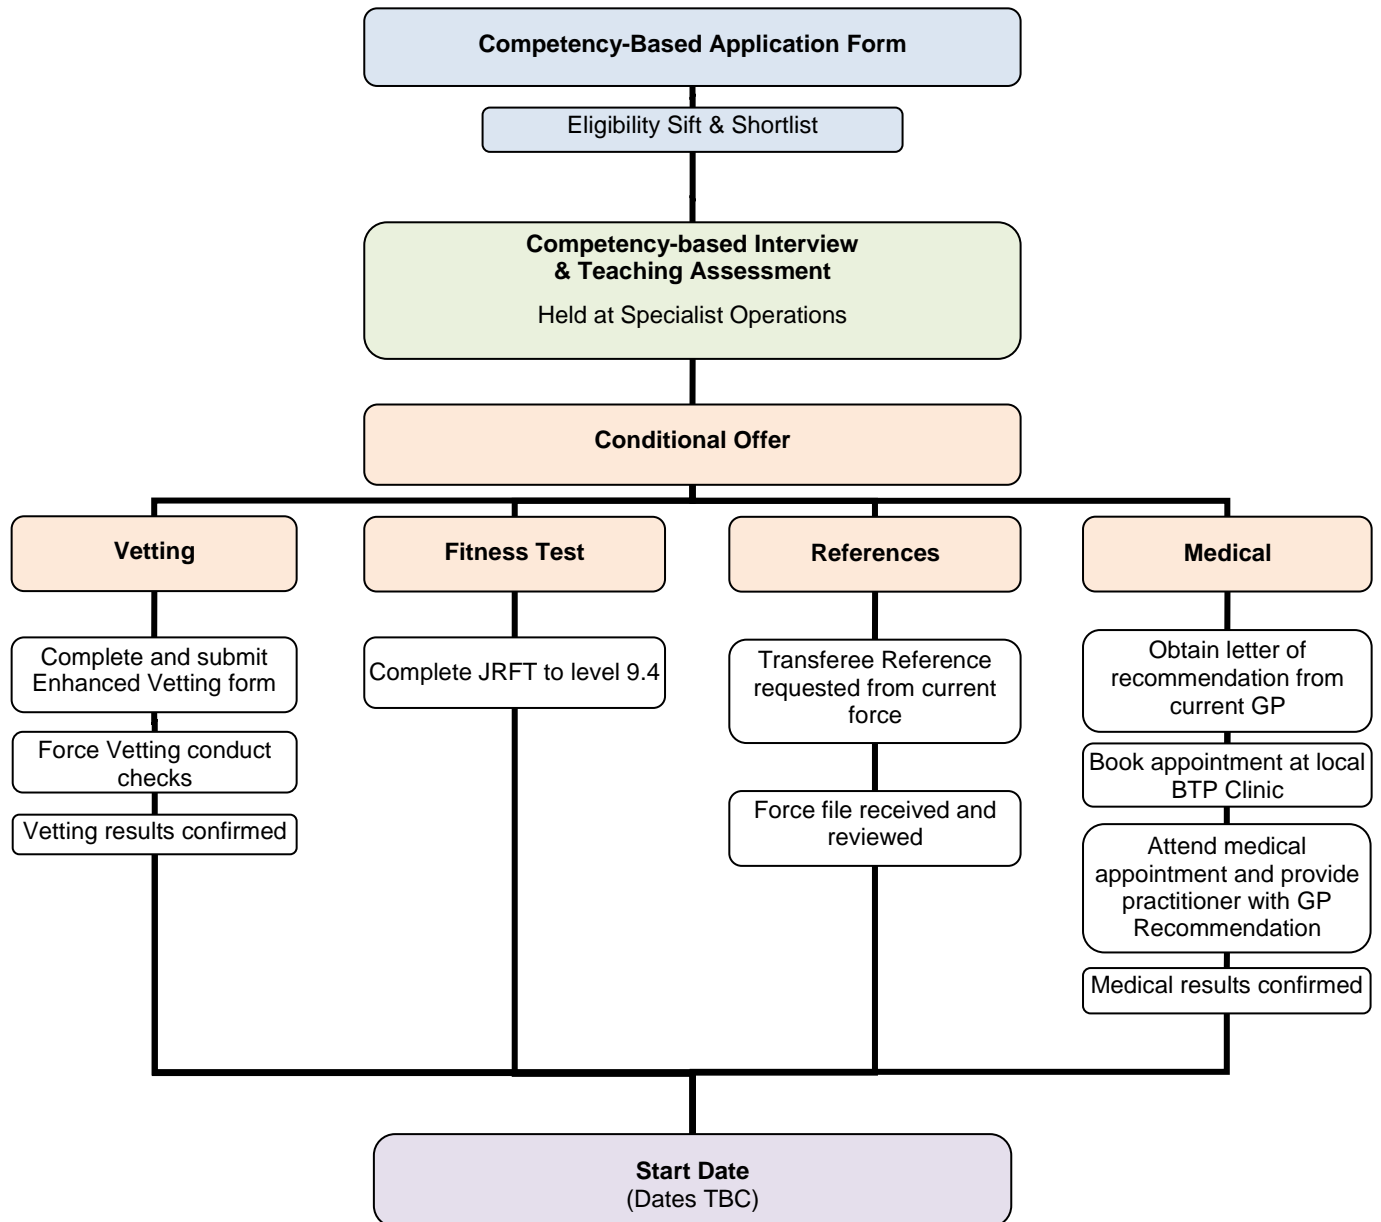 Competency-Based Application Form
Eligibility Sift & Shortlist
Competency-based Interview
& Teaching Assessment
Held at Specialist Operations
Conditional Offer
Vetting
Fitness Test
References
Medical
Complete and submit
Enhanced Vetting form
Force Vetting conduct
checks
Vetting results confirmed
Complete JRFT to level 9.4
Transferee Reference
requested from current
force
Force file received and
reviewed
Obtain letter of
recommendation from
current GP
Book appointment at local
BTP Clinic
Attend medical
appointment and provide
practitioner with GP
Recommendation
Medical results confirmed
Start Date
(Dates TBC)